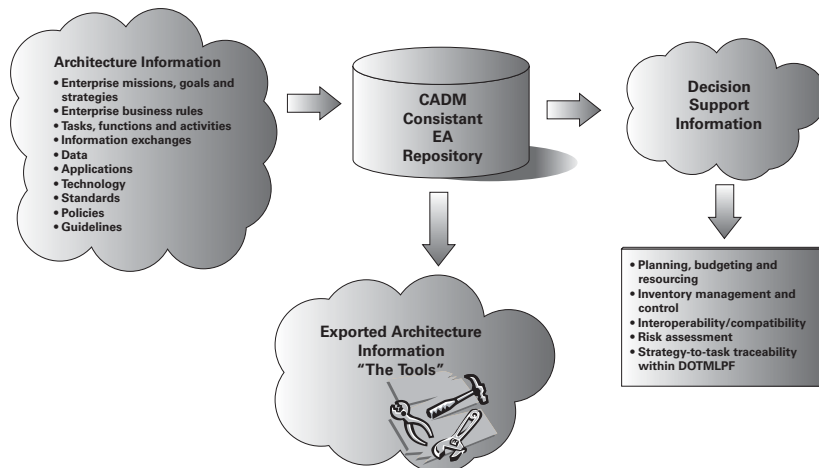 Architecture Information
• Enterprise missions, goals and
strategies
• Enterprise business rules
• Tasks, functions and activities
• Information exchanges
• Data
• Applications
• Technology
• Standards
• Policies
• Guidelines
CADM
Consistant
EA
Repository
Decision
Support
Information
• Planning, budgeting and
resourcing
• Inventory management and
control
• Interoperability/compatibility
• Risk assessment
• Strategy-to-task traceability
within DOTMLPF
Exported Architecture
Information
“The Tools”